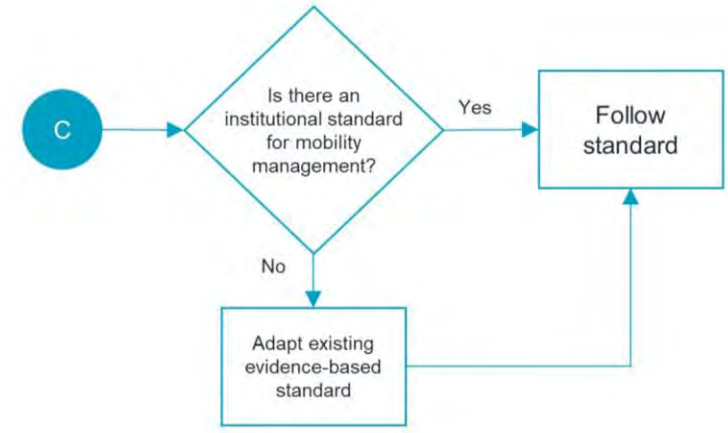 C
Is there an
institutional standard
for mobility
management?
Yes
Follow
standard
No
Adapt existing
evidence-based
standard